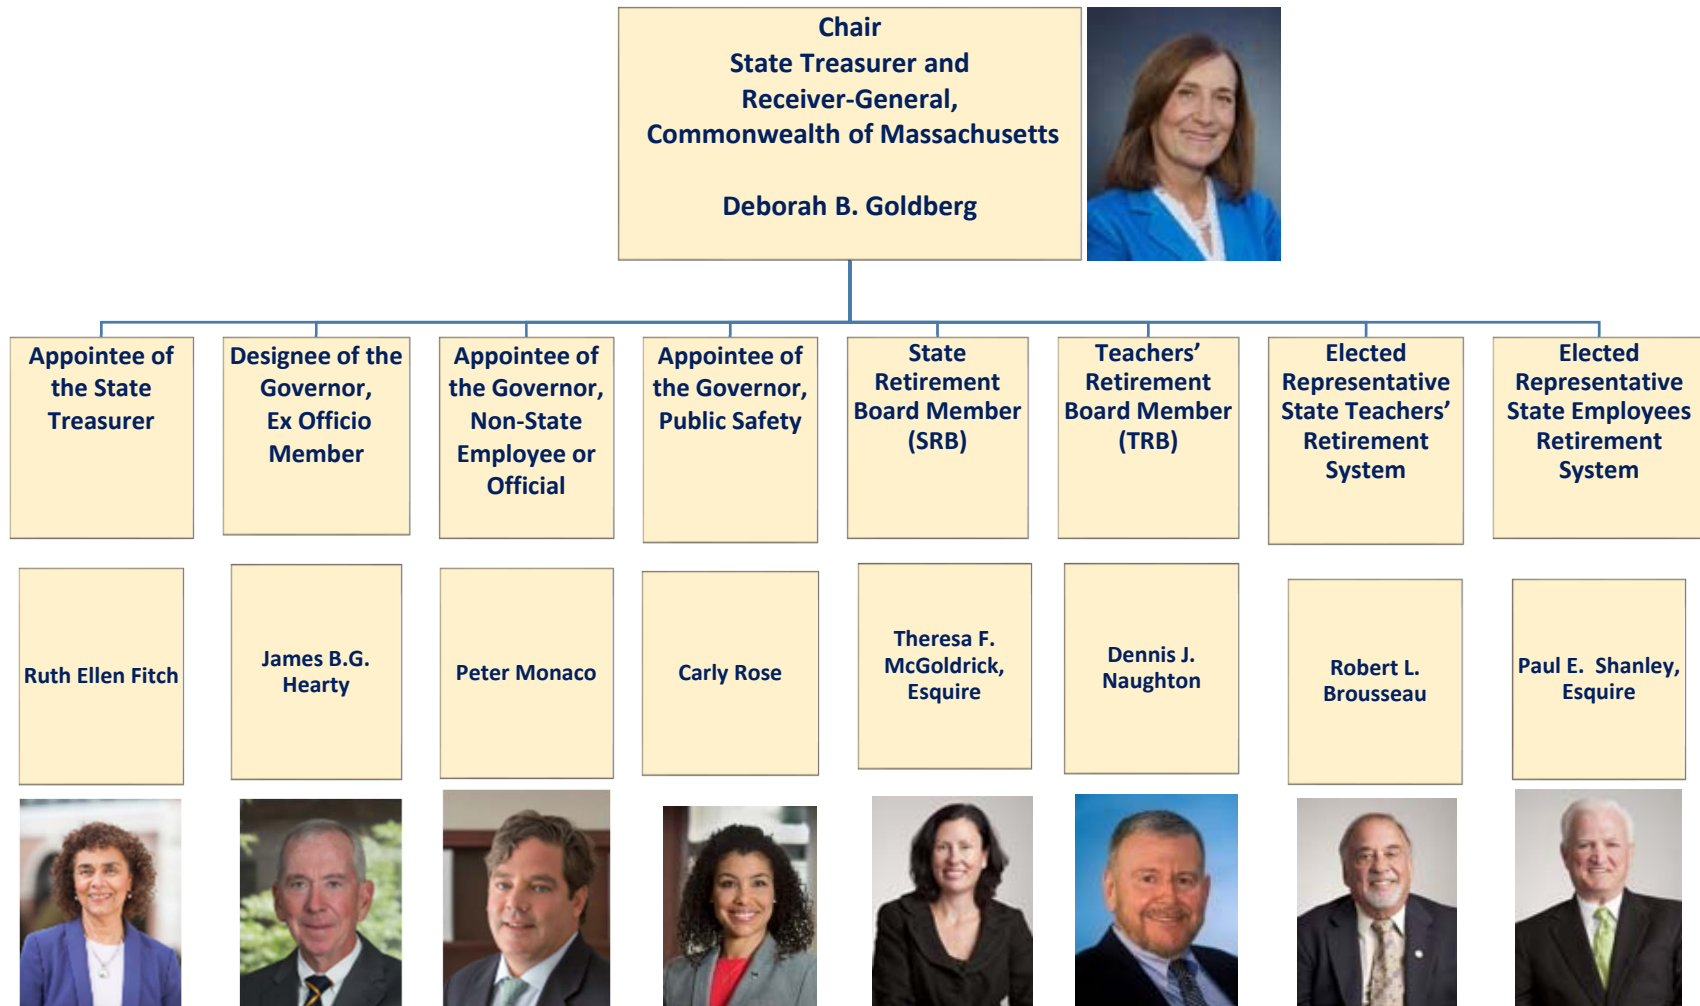 Chair
State Treasurer and
Receiver-General,
Commonwealth of Massachusetts
Deborah B. Goldberg
Appointee of
the State
Treasurer
Designee of the
Governor,
Ex Officio
Member
Appointee of
the Governor,
Non-State
Employee or
Official
Appointee of
the Governor,
Public Safety
State
Retirement
Board Member
(SRB)
Teachers’
Retirement
Board Member
(TRB)
Elected
Representative
State Teachers’
Retirement
System
Elected
Representative
State Employees
Retirement
System
Ruth Ellen Fitch
James B.G.
Hearty
Peter Monaco
Carly Rose
Theresa F.
McGoldrick,
Esquire
Dennis J.
Naughton
Robert L.
Brousseau
Paul E.  Shanley,
Esquire